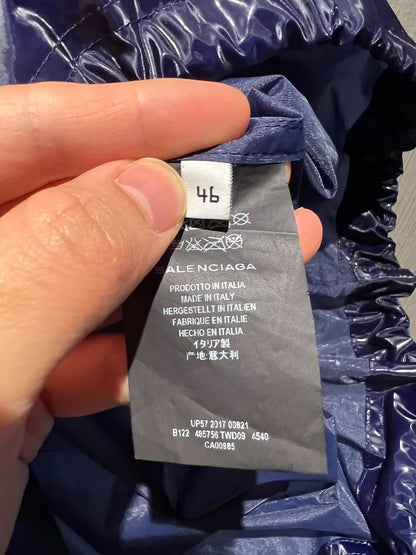 46
BALENCIAGA
PRODOTTO IN ITALIA
MADE IN ITALY
HERGESTELLT IN ITALIEN
FABRIQUE EN ITALIE
HECHO EN ITALIA
イタリア製
产地:意大利
UP57 2017 00821
B122 485756 TWD09 4540
CA00985